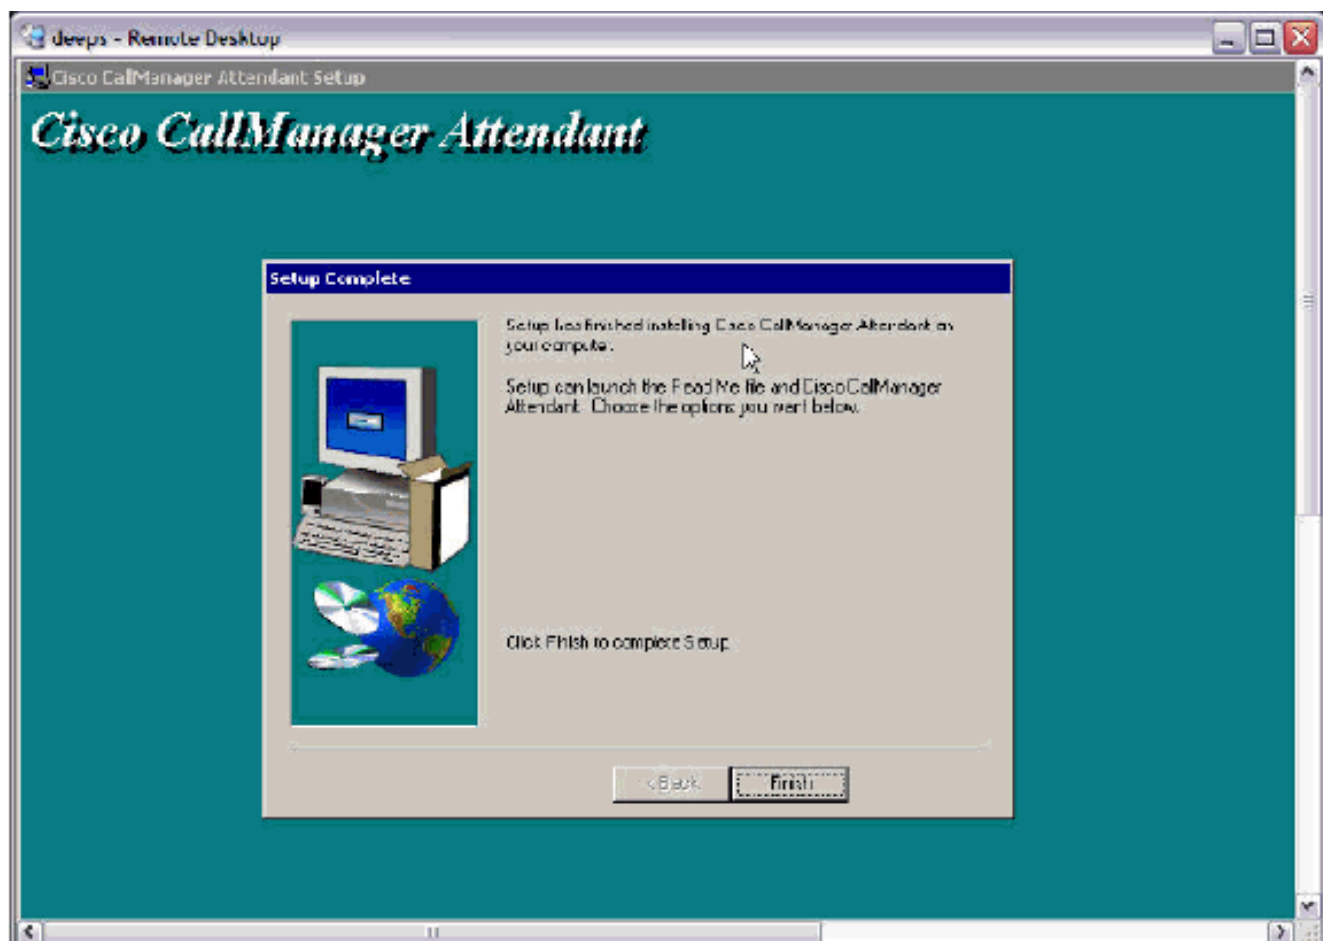 deeps - Remote Desktop
Cisco CallManager Attendant Setup
Cisco CallManager Attendant
Setup Complete
Setup has finished installing Cisco CallManager Attendant on
your computer.
Setup can launch the Read Me file and Cisco CallManager
Attendant. Choose the options you want below.
Click Finish to complete Setup.
< Back
Finish